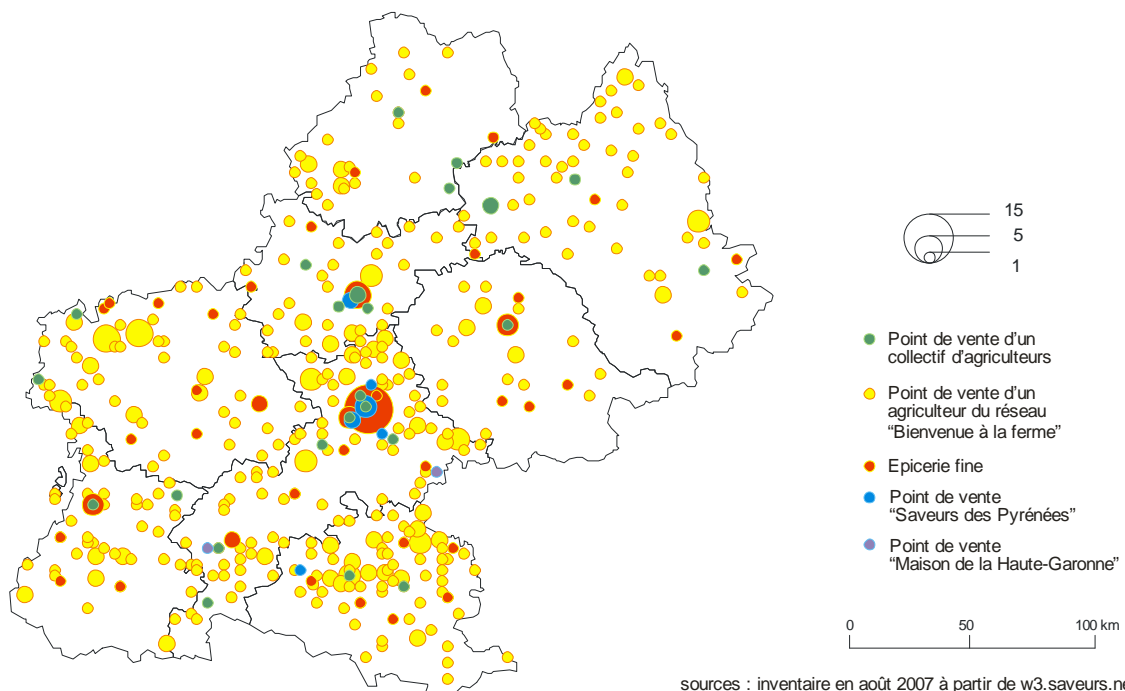 15
5
1
Point de vente d’un
collectif d’agriculteurs
Point de vente d’un
agriculteur du réseau
“Bienvenue à la ferme”
Epicerie fine
Point de vente
“Saveurs des Pyrénées”
Point de vente
“Maison de la Haute-Garonne”
0 50 100 km
sources : inventaire en août 2007 à partir de w3.saveurs.ne